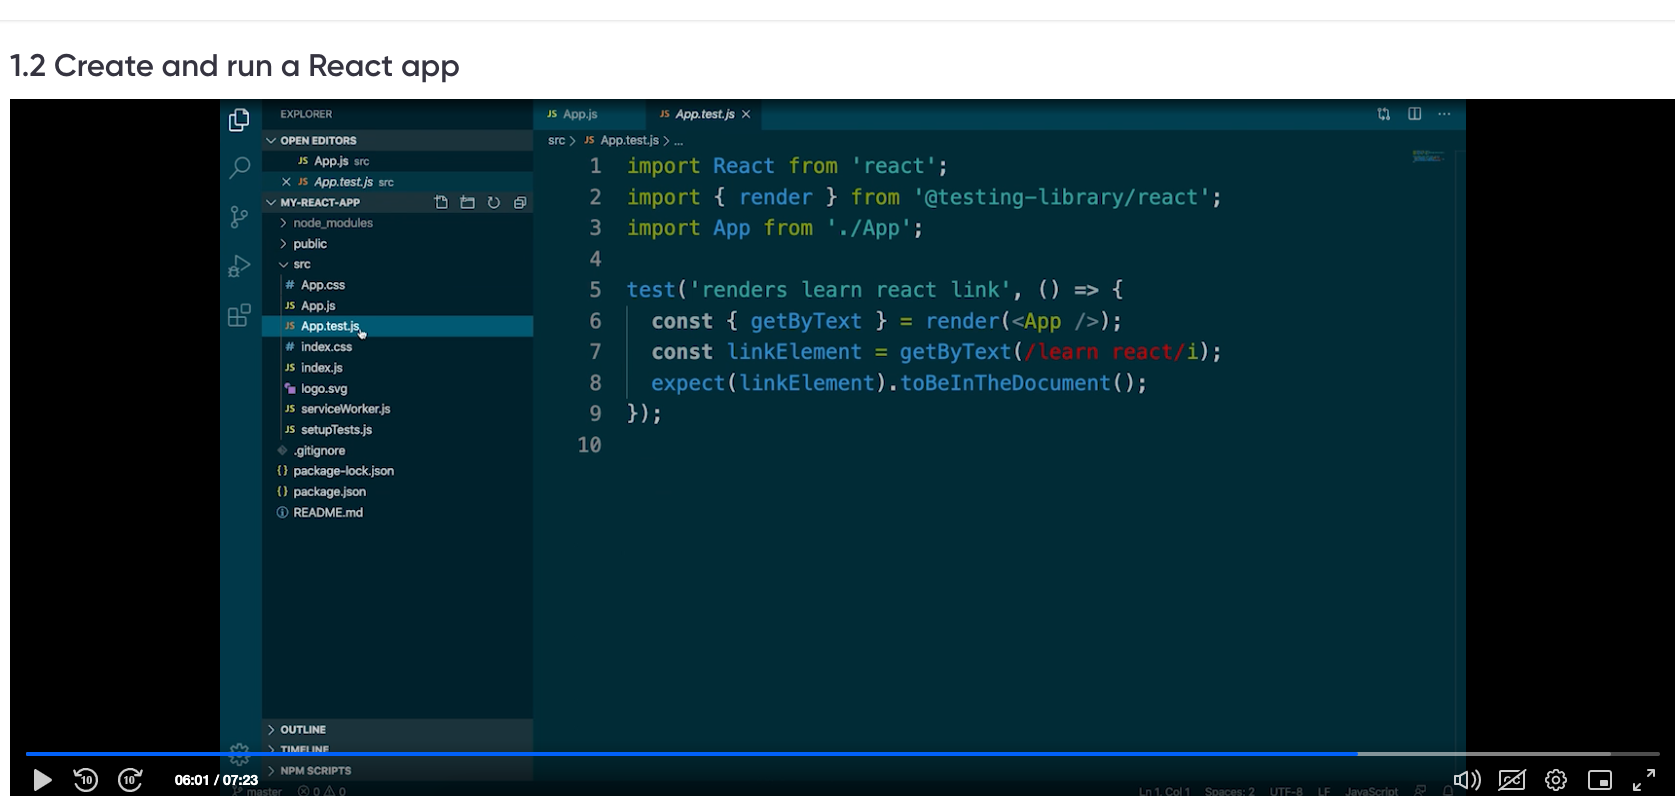 1.2 Create and run a React app
EXPLORER
OPEN EDITORS
JS App.js src
JS App.test.js src
MY-REACT-APP
node_modules
public
src
# App.css
JS App.js
JS App.test.js
# index.css
JS index.js
logo.svg
JS serviceWorker.js
JS setupTests.js
.gitignore
{} package-lock.json
{} package.json
README.md
OUTLINE
TIMELINE
NPM SCRIPTS
JS App.js
JS App.test.js
src > JS App.test.js > ...
1 import React from 'react';
2 import { render } from '@testing-library/react';
3 import App from './App';
4
5 test('renders learn react link', () => {
6 const { getByText } = render(<App />);
7 const linkElement = getByText(/learn react/i);
8 expect(linkElement).toBeInTheDocument();
9 });
10
10
10
06:01 / 07:23
CC
master 0 0
Ln 1, Col 1 Spaces: 2 UTF-8 LF JavaScript